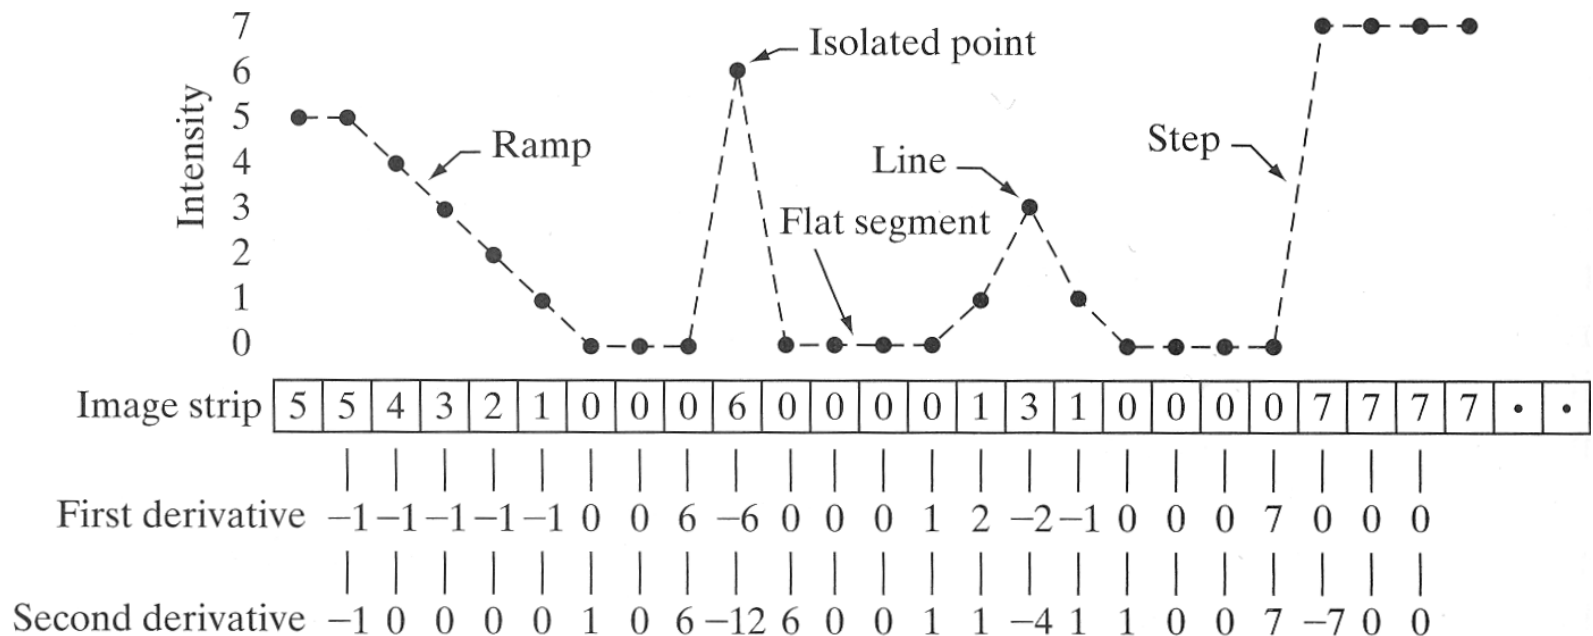 7
Isolated point
6
5
Intensity
Ramp
Step
4
Line
3
Flat segment
2
1
0
Image strip 5 5 4 3 2 1 0 0 0 6 0 0 0 0 1 3 1 0 0 0 0 7 7 7 7 · ·
First derivative −1 −1 −1 −1 −1 0 0 6 −6 0 0 0 1 2 −2 −1 0 0 0 7 0 0 0
Second derivative −1 0 0 0 0 1 0 6 −12 6 0 0 1 1 −4 1 1 0 0 7 −7 0 0